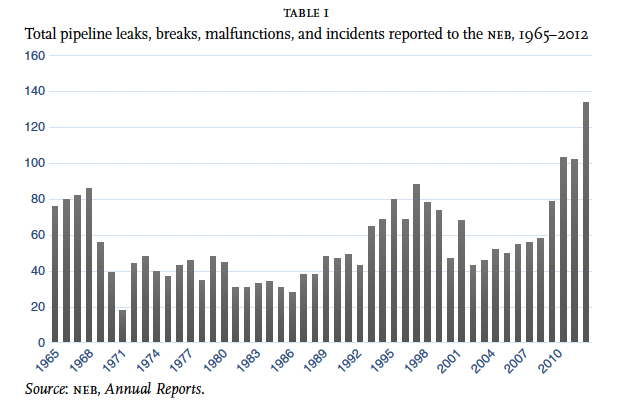 TABLE I
Total pipeline leaks, breaks, malfunctions, and incidents reported to the NEB, 1965–2012
160
140
120
100
80
60
40
20
0
1965 1968 1971 1974 1977 1980 1983 1986 1989 1992 1995 1998 2001 2004 2007 2010
Source: NEB, Annual Reports.